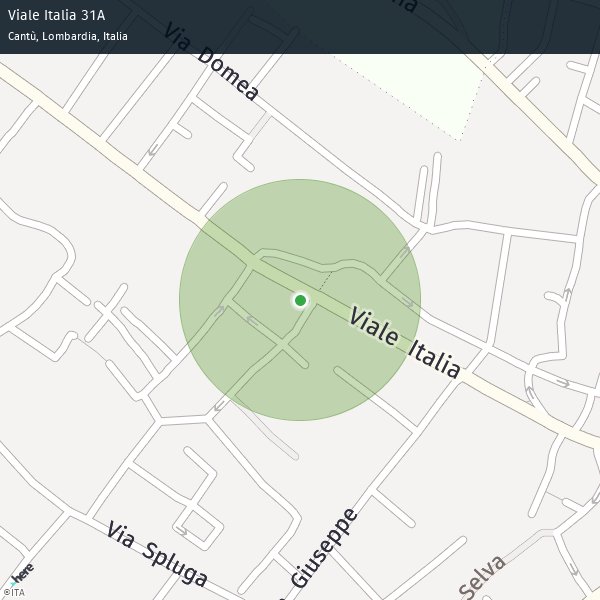 Viale Italia 31A
Cantù, Lombardia, Italia
Via Domea
Viale Italia
Via Spluga
Giuseppe
Selva
here
©ITA